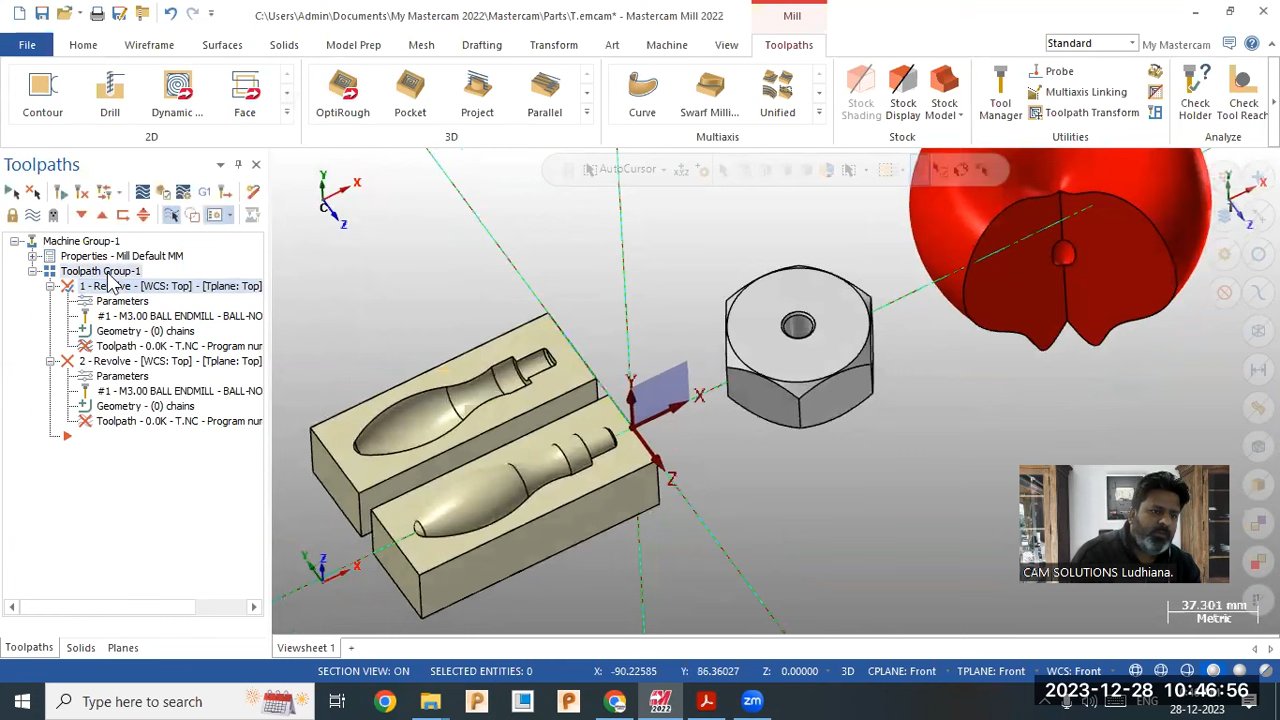 C:\Users\Admin\Documents\My Mastercam 2022\Mastercam\Parts\T.emcam* - Mastercam Mill 2022
Mill
File
Home
Wireframe
Surfaces
Solids
Model Prep
Mesh
Drafting
Transform
Art
Machine
View
Toolpaths
Standard
My Mastercam
Contour
Drill
Dynamic ...
Face
2D
OptiRough
Pocket
Project
Parallel
3D
Curve
Swarf Milli...
Unified
Multiaxis
Stock Shading
Stock Display
Stock Model
Stock
Tool Manager
Probe
Multiaxis Linking
Toolpath Transform
Utilities
Check Holder
Check Tool Reach
Analyze
Toolpaths
G1
AutoCursor
Machine Group-1
Properties - Mill Default MM
Toolpath Group-1
1 - Revolve - [WCS: Top] - [Tplane: Top]
Parameters
#1 - M3.00 BALL ENDMILL - BALL-NO
Geometry - (0) chains
Toolpath - 0.0K - T.NC - Program nur
2 - Revolve - [WCS: Top] - [Tplane: Top]
Parameters
#1 - M3.00 BALL ENDMILL - BALL-NO
Geometry - (0) chains
Toolpath - 0.0K - T.NC - Program nur
Y
X
C
Z
Y
X
Z
Y
X
Z
Z
Y
X
CAM SOLUTIONS Ludhiana.
37.301 mm
Metric
Toolpaths
Solids
Planes
Viewsheet 1
+
SECTION VIEW: ON
SELECTED ENTITIES: 0
X: -90.22585
Y: 86.36027
Z: 0.00000
3D
CPLANE: Front
TPLANE: Front
WCS: Front
Type here to search
2022
zm
ENG
2023-12-28 10:46:56
28-12-2023